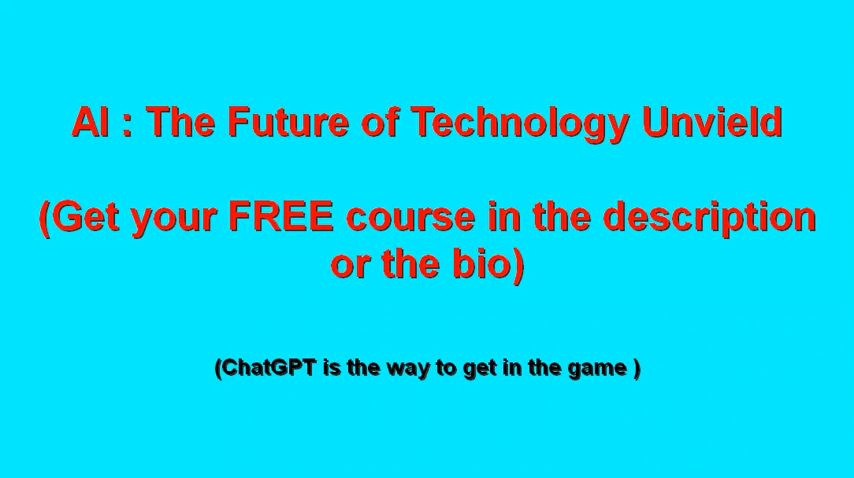 AI : The Future of Technology Unvield
(Get your FREE course in the description
or the bio)
(ChatGPT is the way to get in the game )